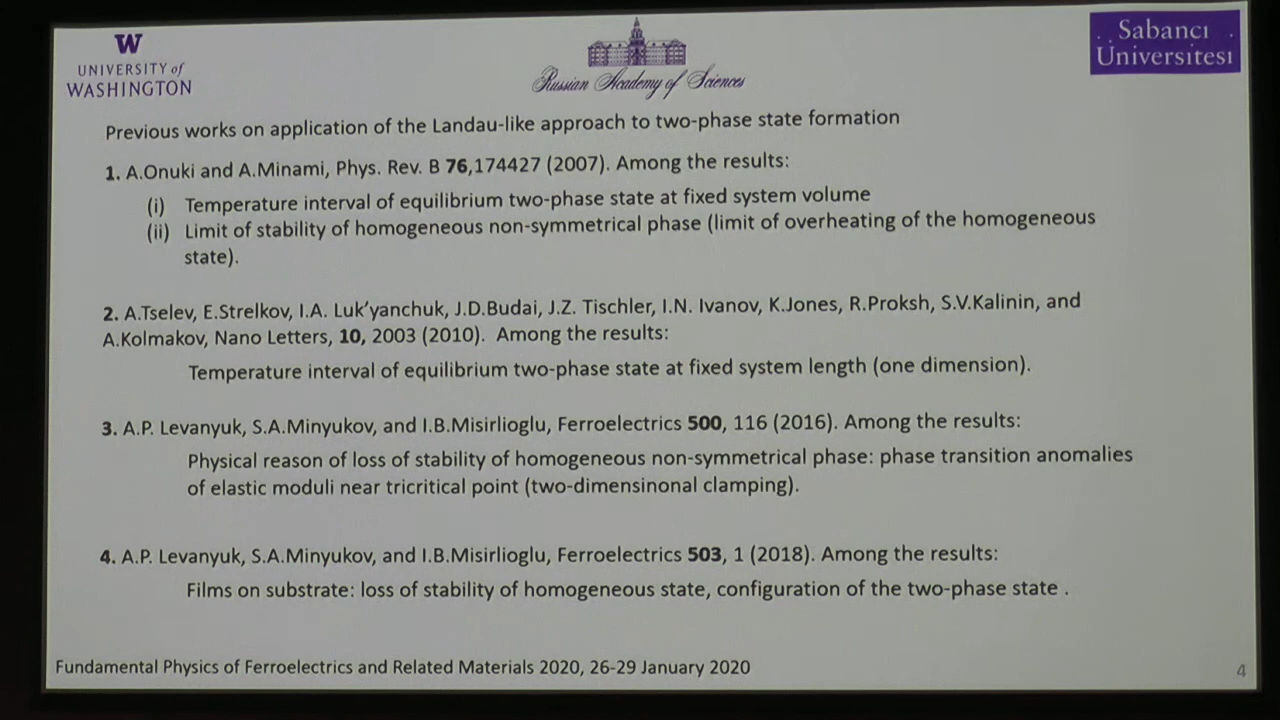 W
UNIVERSITY of
WASHINGTON
Russian Academy of Sciences
Sabancı
Üniversitesi
Previous works on application of the Landau-like approach to two-phase state formation
1. A.Onuki and A.Minami, Phys. Rev. B 76,174427 (2007). Among the results:
(i) Temperature interval of equilibrium two-phase state at fixed system volume
(ii) Limit of stability of homogeneous non-symmetrical phase (limit of overheating of the homogeneous
state).
2. A.Tselev, E.Strelkov, I.A. Luk’yanchuk, J.D.Budai, J.Z. Tischler, I.N. Ivanov, K.Jones, R.Proksh, S.V.Kalinin, and
A.Kolmakov, Nano Letters, 10, 2003 (2010). Among the results:
Temperature interval of equilibrium two-phase state at fixed system length (one dimension).
3. A.P. Levanyuk, S.A.Minyukov, and I.B.Misirlioglu, Ferroelectrics 500, 116 (2016). Among the results:
Physical reason of loss of stability of homogeneous non-symmetrical phase: phase transition anomalies
of elastic moduli near tricritical point (two-dimensinonal clamping).
4. A.P. Levanyuk, S.A.Minyukov, and I.B.Misirlioglu, Ferroelectrics 503, 1 (2018). Among the results:
Films on substrate: loss of stability of homogeneous state, configuration of the two-phase state .
Fundamental Physics of Ferroelectrics and Related Materials 2020, 26-29 January 2020
4